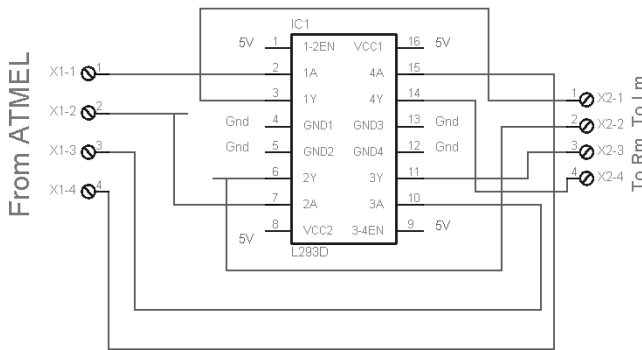 IC1
5V 1 1-2EN VCC1 16 5V
X1-1 1 2 1A 4A 15
3 1Y 4Y 14 1 X2-1
X1-2 2 Gnd 4 GND1 GND3 13 Gnd 2 X2-2
X1-3 3 Gnd 5 GND2 GND4 12 Gnd 3 X2-3
6 2Y 3Y 11 4 X2-4
X1-4 4 7 2A 3A 10
5V 8 VCC2 3-4EN 9 5V
L293D
From ATMEL
To Rm To Lm